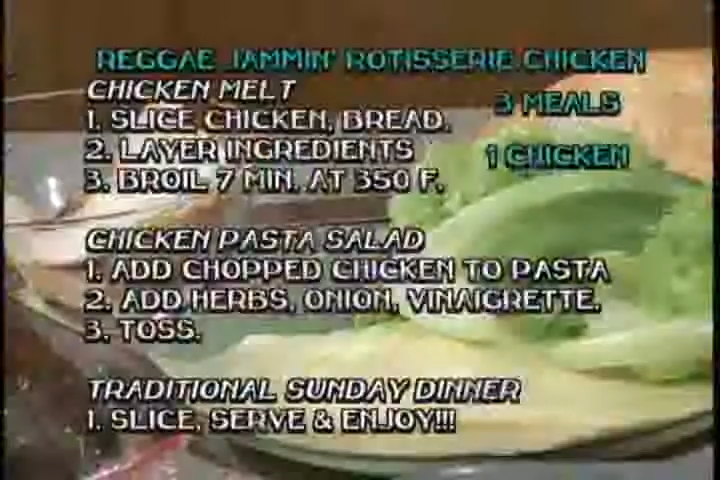 REGGAE JAMMIN' ROTISSERIE CHICKEN
CHICKEN MELT
3 MEALS
1. SLICE CHICKEN, BREAD.
2. LAYER INGREDIENTS
1 CHICKEN
3. BROIL 7 MIN. AT 350 F.
CHICKEN PASTA SALAD
1. ADD CHOPPED CHICKEN TO PASTA
2. ADD HERBS, ONION, VINAIGRETTE.
3. TOSS.
TRADITIONAL SUNDAY DINNER
1. SLICE, SERVE & ENJOY!!!